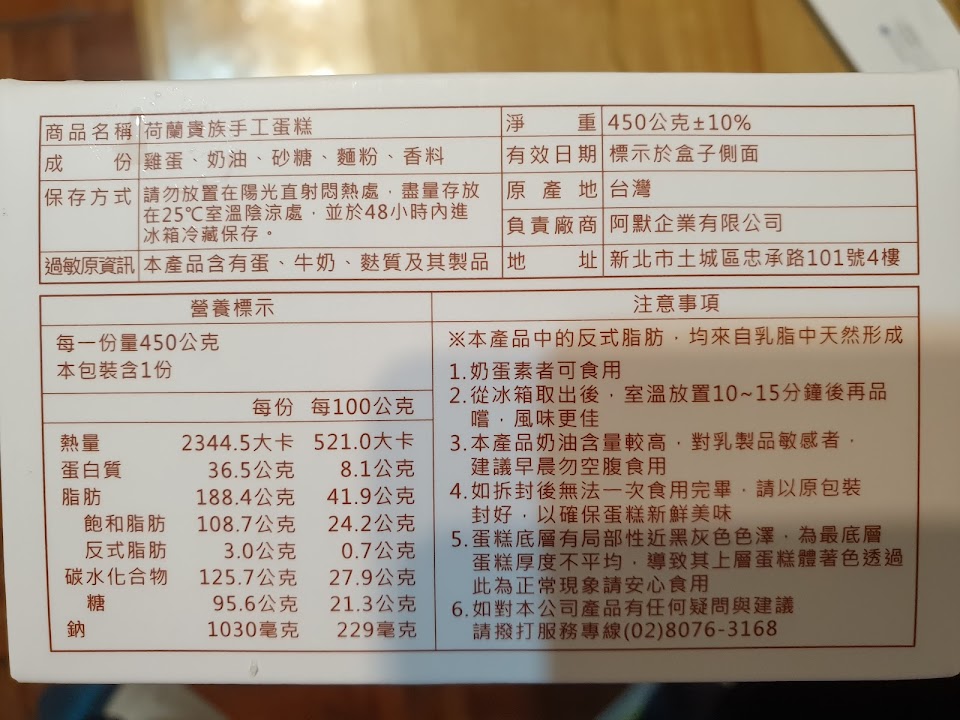 商品名稱 荷蘭貴族手工蛋糕
成份 雞蛋、奶油、砂糖、麵粉、香料
保存方式 請勿放置在陽光直射悶熱處，盡量存放
在25℃室溫陰涼處，並於48小時內進
冰箱冷藏保存。
過敏原資訊 本產品含有蛋、牛奶、麩質及其製品
淨重 450公克±10%
有效日期 標示於盒子側面
原產地 台灣
負責廠商 阿默企業有限公司
地址 新北市土城區忠承路101號4樓
營養標示
每一份量450公克
本包裝含1份
每份 每100公克
熱量 2344.5大卡 521.0大卡
蛋白質 36.5公克 8.1公克
脂肪 188.4公克 41.9公克
飽和脂肪 108.7公克 24.2公克
反式脂肪 3.0公克 0.7公克
碳水化合物 125.7公克 27.9公克
糖 95.6公克 21.3公克
鈉 1030毫克 229毫克
注意事項
※本產品中的反式脂肪，均來自乳脂中天然形成
1.奶蛋素者可食用
2.從冰箱取出後，室溫放置10~15分鐘後再品
嚐，風味更佳
3.本產品奶油含量較高，對乳製品敏感者，
建議早晨勿空腹食用
4.如拆封後無法一次食用完畢，請以原包裝
封好，以確保蛋糕新鮮美味
5.蛋糕底層有局部性近黑灰色色澤，為最底層
蛋糕厚度不平均，導致其上層蛋糕體著色透過
此為正常現象請安心食用
6.如對本公司產品有任何疑問與建議
請撥打服務專線(02)8076-3168